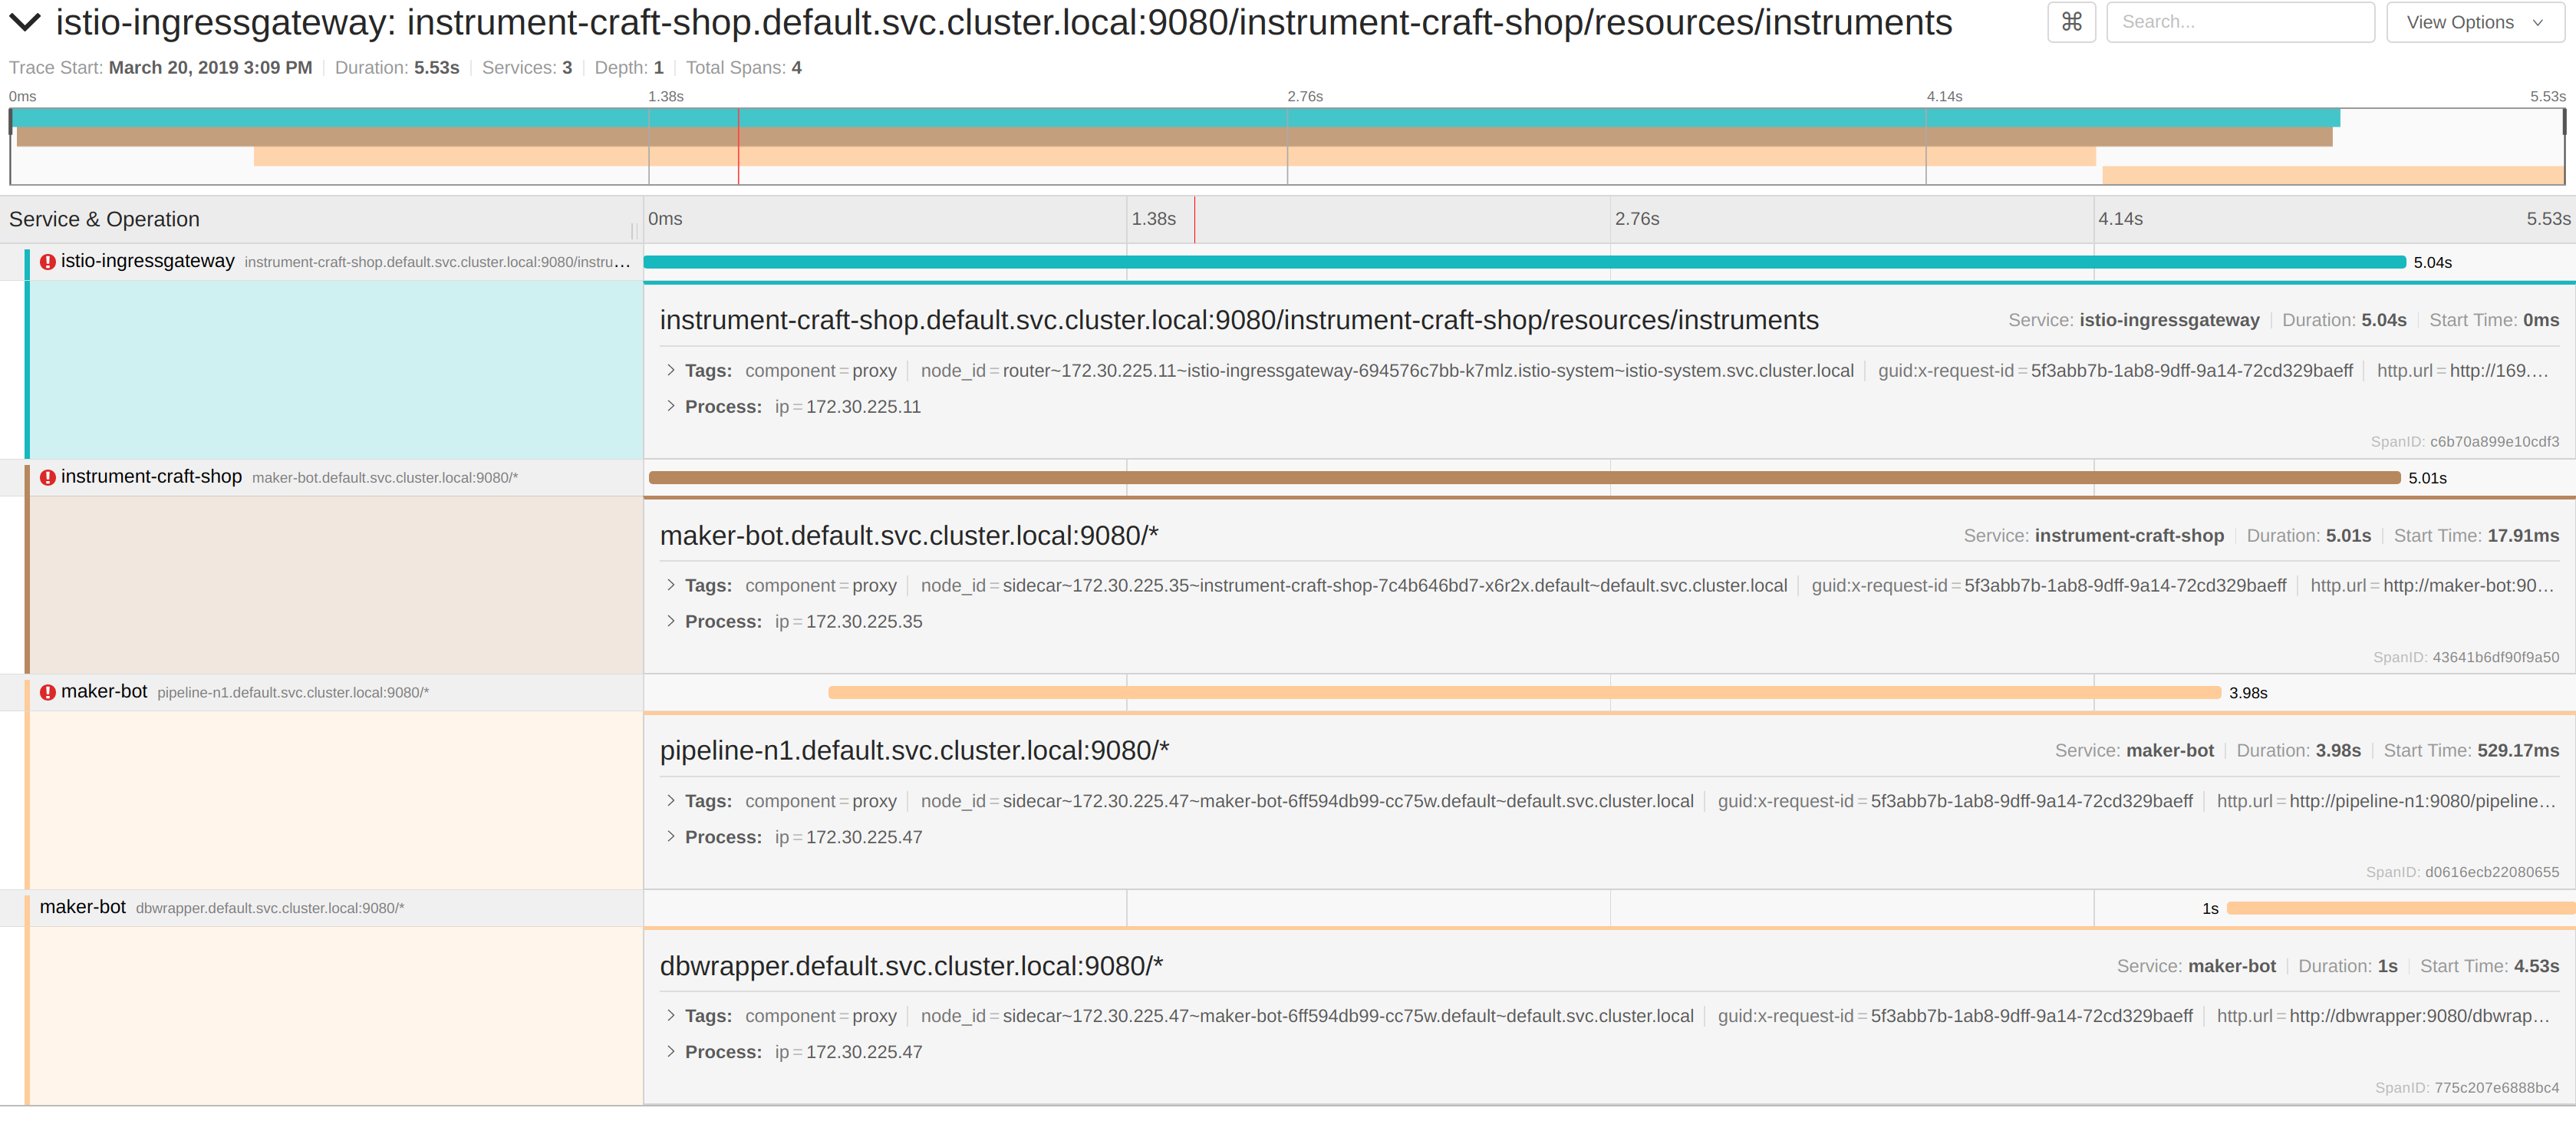 istio-ingressgateway: instrument-craft-shop.default.svc.cluster.local:9080/instrument-craft-shop/resources/instruments
⌘ Search... View Options
Trace Start: March 20, 2019 3:09 PM Duration: 5.53s Services: 3 Depth: 1 Total Spans: 4
0ms 1.38s 2.76s 4.14s 5.53s
Service & Operation 0ms 1.38s 2.76s 4.14s 5.53s
istio-ingressgateway instrument-craft-shop.default.svc.cluster.local:9080/instru... 5.04s
instrument-craft-shop.default.svc.cluster.local:9080/instrument-craft-shop/resources/instruments Service: istio-ingressgateway Duration: 5.04s Start Time: 0ms
Tags: component = proxy node_id = router~172.30.225.11~istio-ingressgateway-694576c7bb-k7mlz.istio-system~istio-system.svc.cluster.local guid:x-request-id = 5f3abb7b-1ab8-9dff-9a14-72cd329baeff http.url = http://169....
Process: ip = 172.30.225.11
SpanID: c6b70a899e10cdf3
instrument-craft-shop maker-bot.default.svc.cluster.local:9080/* 5.01s
maker-bot.default.svc.cluster.local:9080/* Service: instrument-craft-shop Duration: 5.01s Start Time: 17.91ms
Tags: component = proxy node_id = sidecar~172.30.225.35~instrument-craft-shop-7c4b646bd7-x6r2x.default~default.svc.cluster.local guid:x-request-id = 5f3abb7b-1ab8-9dff-9a14-72cd329baeff http.url = http://maker-bot:90...
Process: ip = 172.30.225.35
SpanID: 43641b6df90f9a50
maker-bot pipeline-n1.default.svc.cluster.local:9080/* 3.98s
pipeline-n1.default.svc.cluster.local:9080/* Service: maker-bot Duration: 3.98s Start Time: 529.17ms
Tags: component = proxy node_id = sidecar~172.30.225.47~maker-bot-6ff594db99-cc75w.default~default.svc.cluster.local guid:x-request-id = 5f3abb7b-1ab8-9dff-9a14-72cd329baeff http.url = http://pipeline-n1:9080/pipeline...
Process: ip = 172.30.225.47
SpanID: d0616ecb22080655
maker-bot dbwrapper.default.svc.cluster.local:9080/* 1s
dbwrapper.default.svc.cluster.local:9080/* Service: maker-bot Duration: 1s Start Time: 4.53s
Tags: component = proxy node_id = sidecar~172.30.225.47~maker-bot-6ff594db99-cc75w.default~default.svc.cluster.local guid:x-request-id = 5f3abb7b-1ab8-9dff-9a14-72cd329baeff http.url = http://dbwrapper:9080/dbwrap...
Process: ip = 172.30.225.47
SpanID: 775c207e6888bc4